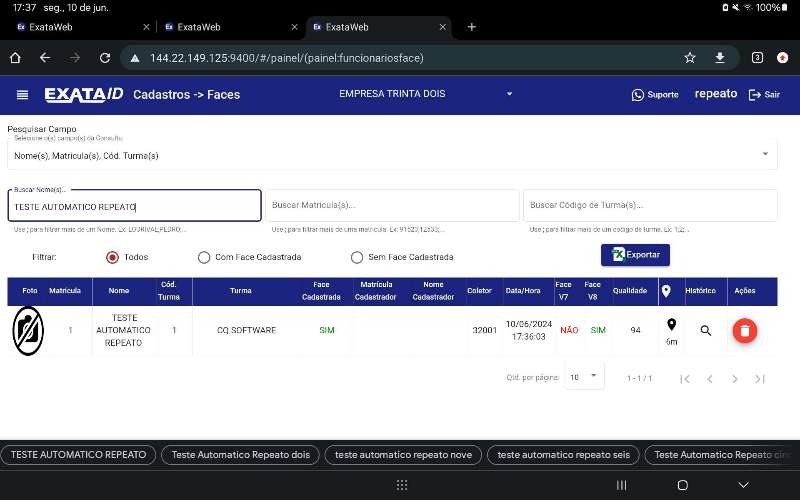 17:37 seg., 10 de jun. 100%
Ex ExataWeb Ex ExataWeb Ex ExataWeb
144.22.149.125:9400/#/painel/(painel:funcionariosface) 3
EXATAID Cadastros -> Faces EMPRESA TRINTA DOIS Suporte repeato Sair
Pesquisar Campo
Selecione o(s) campo(s) da Consulta
Nome(s), Matricula(s), Cód. Turma(s)
Buscar Nome(s)...
TESTE AUTOMATICO REPEATO Buscar Matricula(s)... Buscar Código de Turma(s)...
Use ; para filtrar mais de um Nome. Ex: LOURIVAL;PEDRO;... Use ; para filtrar mais de uma matricula. Ex: 91623;12533;... Use ; para filtrar mais de um código de turma. Ex: 1;2;...
Filtrar: Todos Com Face Cadastrada Sem Face Cadastrada Exportar
Foto Matrícula Nome Cód. Turma Turma Face Cadastrada Matrícula Cadastrador Nome Cadastrador Coletor Data/Hora Face V7 Face V8 Qualidade Histórico Ações
1 TESTE AUTOMATICO REPEATO 1 CQ.SOFTWARE SIM 32001 10/06/2024 17:36:03 NÃO SIM 94 6m
Qtd. por página: 10 1 - 1 / 1
TESTE AUTOMATICO REPEATO Teste Automatico Repeato dois teste automatico repeato nove teste automatico repeato seis Teste Automatico Repeato cinc